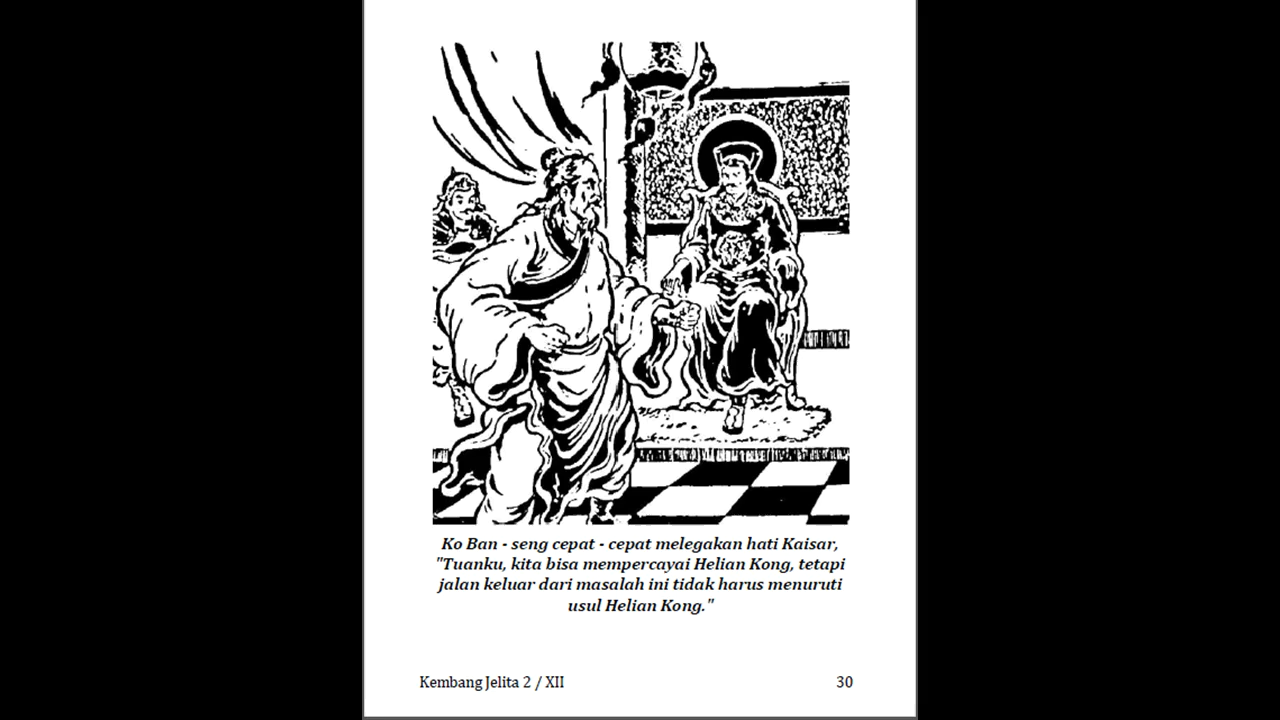 Ko Ban - seng cepat - cepat melegakan hati Kaisar,
"Tuanku, kita bisa mempercayai Helian Kong, tetapi
jalan keluar dari masalah ini tidak harus menuruti
usul Helian Kong."
Kembang Jelita 2 / XII 30